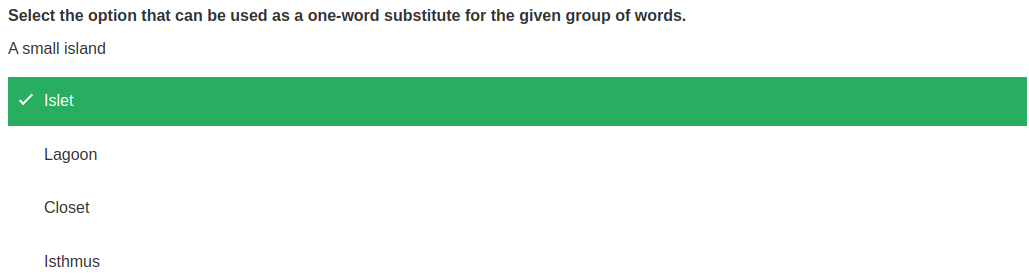 Select the option that can be used as a one-word substitute for the given group of words.
A small island
Islet
Lagoon
Closet
Isthmus